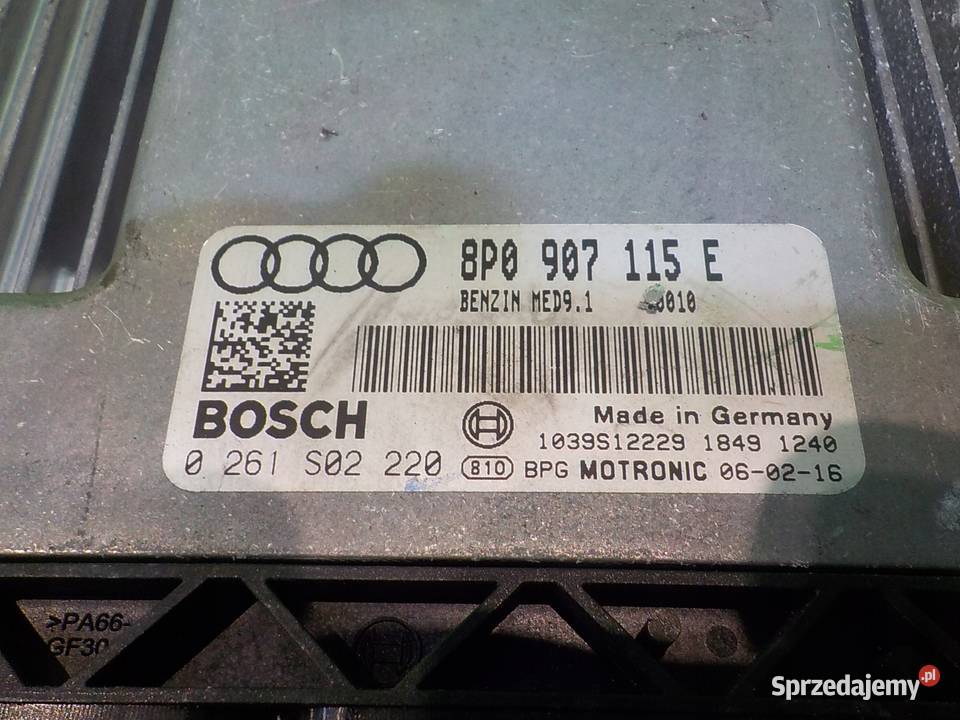 8P0 907 115 E
BENZIN MED9.1 0010
BOSCH
Made in Germany
1039S12229 1849 1240
0 261 S02 220 810 BPG MOTRONIC 06-02-16
>PA66-
GF30
Sprzedajemy.pl